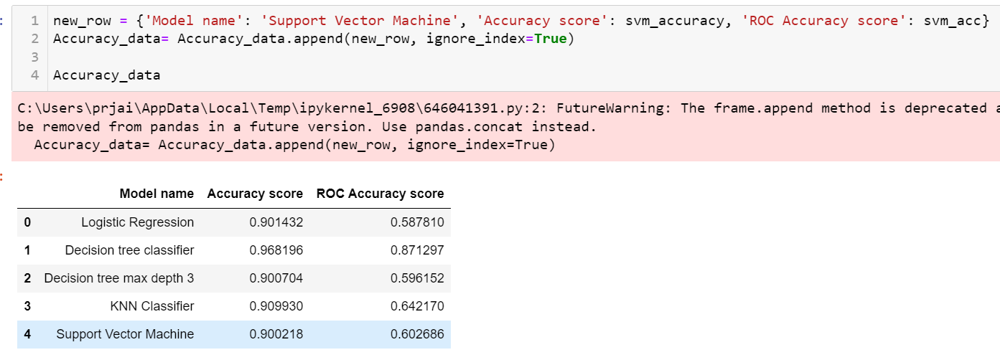 1 new_row = {'Model name': 'Support Vector Machine', 'Accuracy score': svm_accuracy, 'ROC Accuracy score': svm_acc}
2 Accuracy_data= Accuracy_data.append(new_row, ignore_index=True)
3
4 Accuracy_data
C:\Users\prjai\AppData\Local\Temp\ipykernel_6908\646041391.py:2: FutureWarning: The frame.append method is deprecated a
be removed from pandas in a future version. Use pandas.concat instead.
Accuracy_data= Accuracy_data.append(new_row, ignore_index=True)
Model name Accuracy score ROC Accuracy score
0 Logistic Regression 0.901432 0.587810
1 Decision tree classifier 0.968196 0.871297
2 Decision tree max depth 3 0.900704 0.596152
3 KNN Classifier 0.909930 0.642170
4 Support Vector Machine 0.900218 0.602686